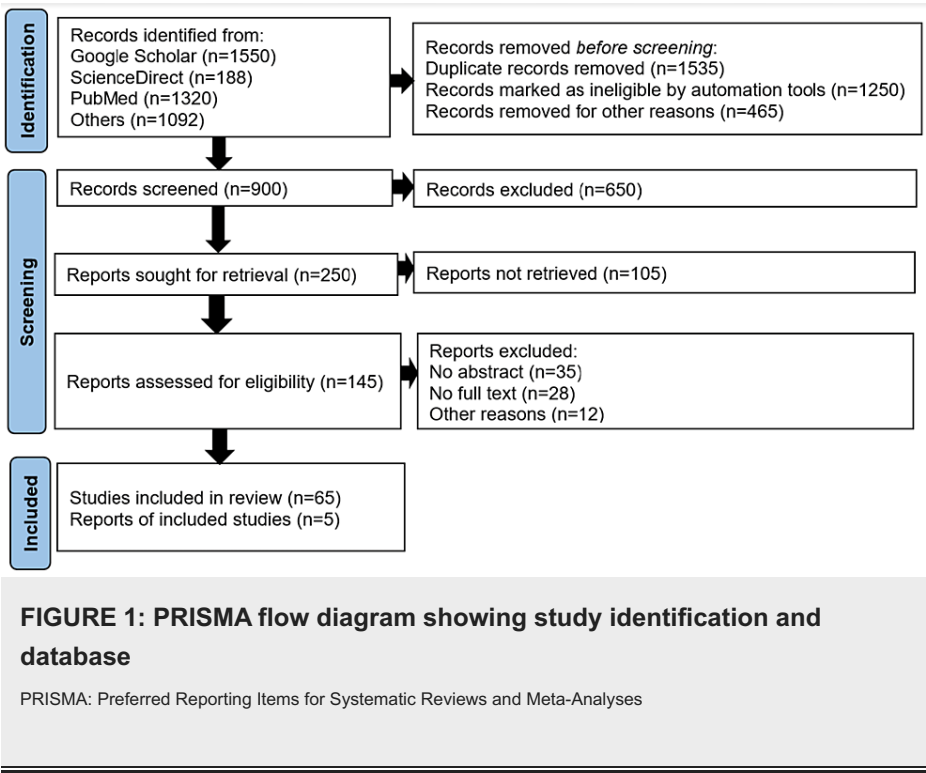 Identification
Records identified from:
Google Scholar (n=1550)
ScienceDirect (n=188)
PubMed (n=1320)
Others (n=1092)
Records removed before screening:
Duplicate records removed (n=1535)
Records marked as ineligible by automation tools (n=1250)
Records removed for other reasons (n=465)
Screening
Records screened (n=900)
Records excluded (n=650)
Reports sought for retrieval (n=250)
Reports not retrieved (n=105)
Reports assessed for eligibility (n=145)
Reports excluded:
No abstract (n=35)
No full text (n=28)
Other reasons (n=12)
Included
Studies included in review (n=65)
Reports of included studies (n=5)
FIGURE 1: PRISMA flow diagram showing study identification and
database
PRISMA: Preferred Reporting Items for Systematic Reviews and Meta-Analyses